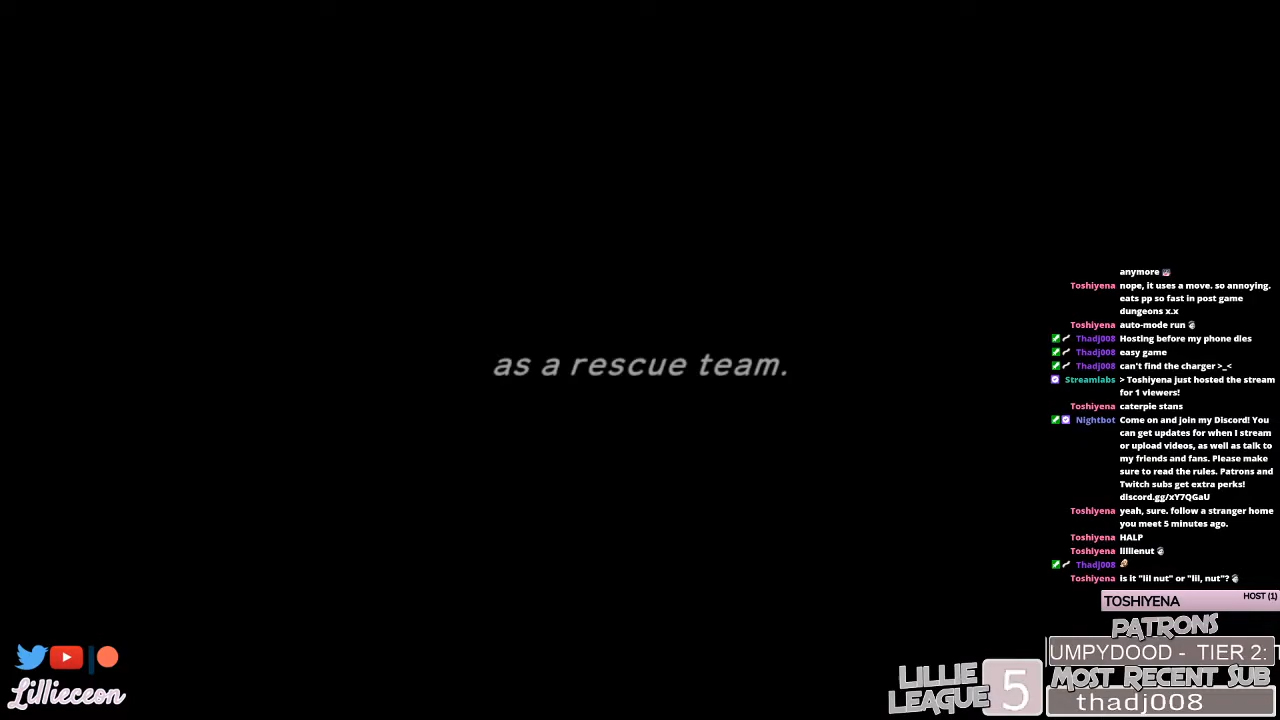 as a rescue team.
anymore
Toshiyena nope, it uses a move. so annoying.
eats pp so fast in post game
dungeons x.x
Toshiyena auto-mode run
Thadj008 Hosting before my phone dies
Thadj008 easy game
Thadj008 can't find the charger >_<
Streamlabs > Toshiyena just hosted the stream
for 1 viewers!
Toshiyena caterpie stans
Nightbot Come on and join my Discord! You
can get updates for when I stream
or upload videos, as well as talk to
my friends and fans. Please make
sure to read the rules. Patrons and
Twitch subs get extra perks!
discord.gg/xY7QGaU
Toshiyena yeah, sure. follow a stranger home
you meet 5 minutes ago.
Toshiyena HALP
Toshiyena lillienut
Thadj008
Toshiyena is it "lil nut" or "lil, nut"?
TOSHIYENA HOST (1)
PATRONS
UMPYDOOD - TIER 2:
MOST RECENT SUB
thadj008
LILLIE
LEAGUE 5
Lillieeon